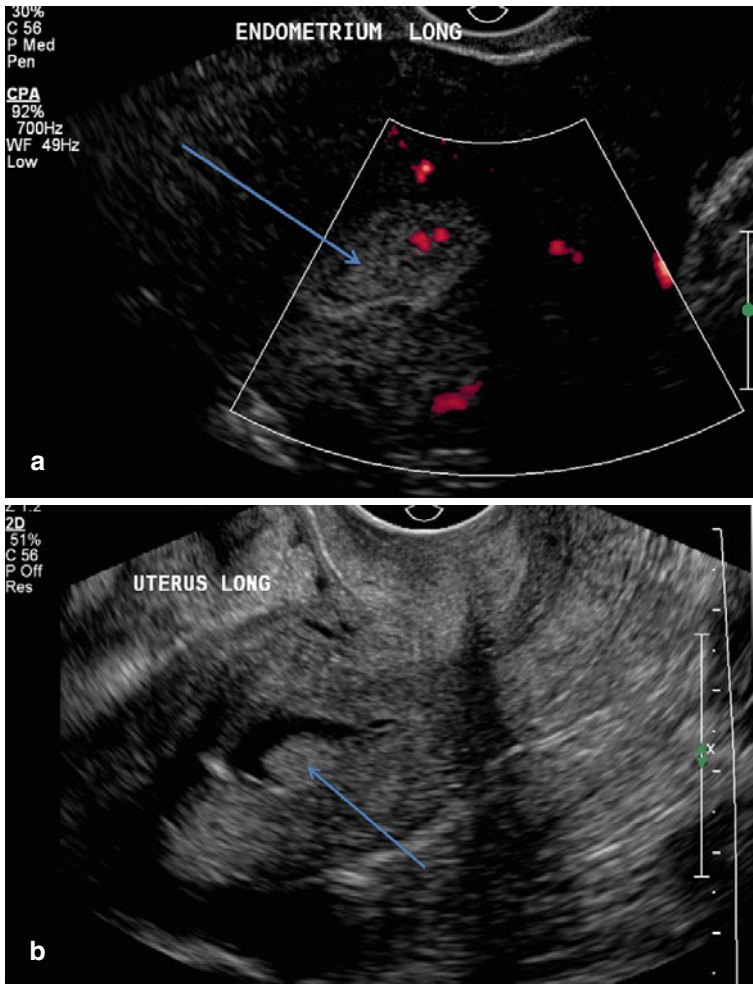 30%
C 56
P Med
Pen
CPA
92%
700Hz
WF 49Hz
Low
ENDOMETRIUM LONG
a
2D
51%
C 56
P Off
Res
UTERUS LONG
x
b